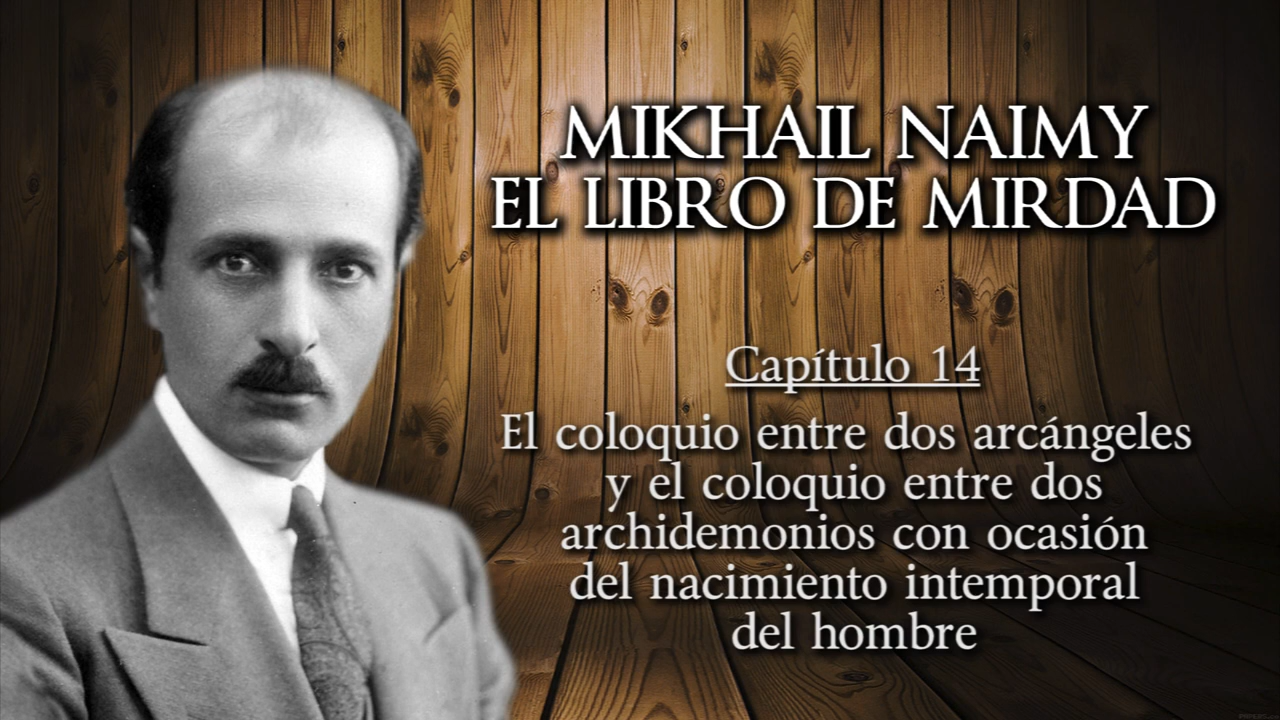 MIKHAIL NAIMY
EL LIBRO DE MIRDAD
Capítulo 14
El coloquio entre dos arcángeles
y el coloquio entre dos
archidemonios con ocasión
del nacimiento intemporal
del hombre